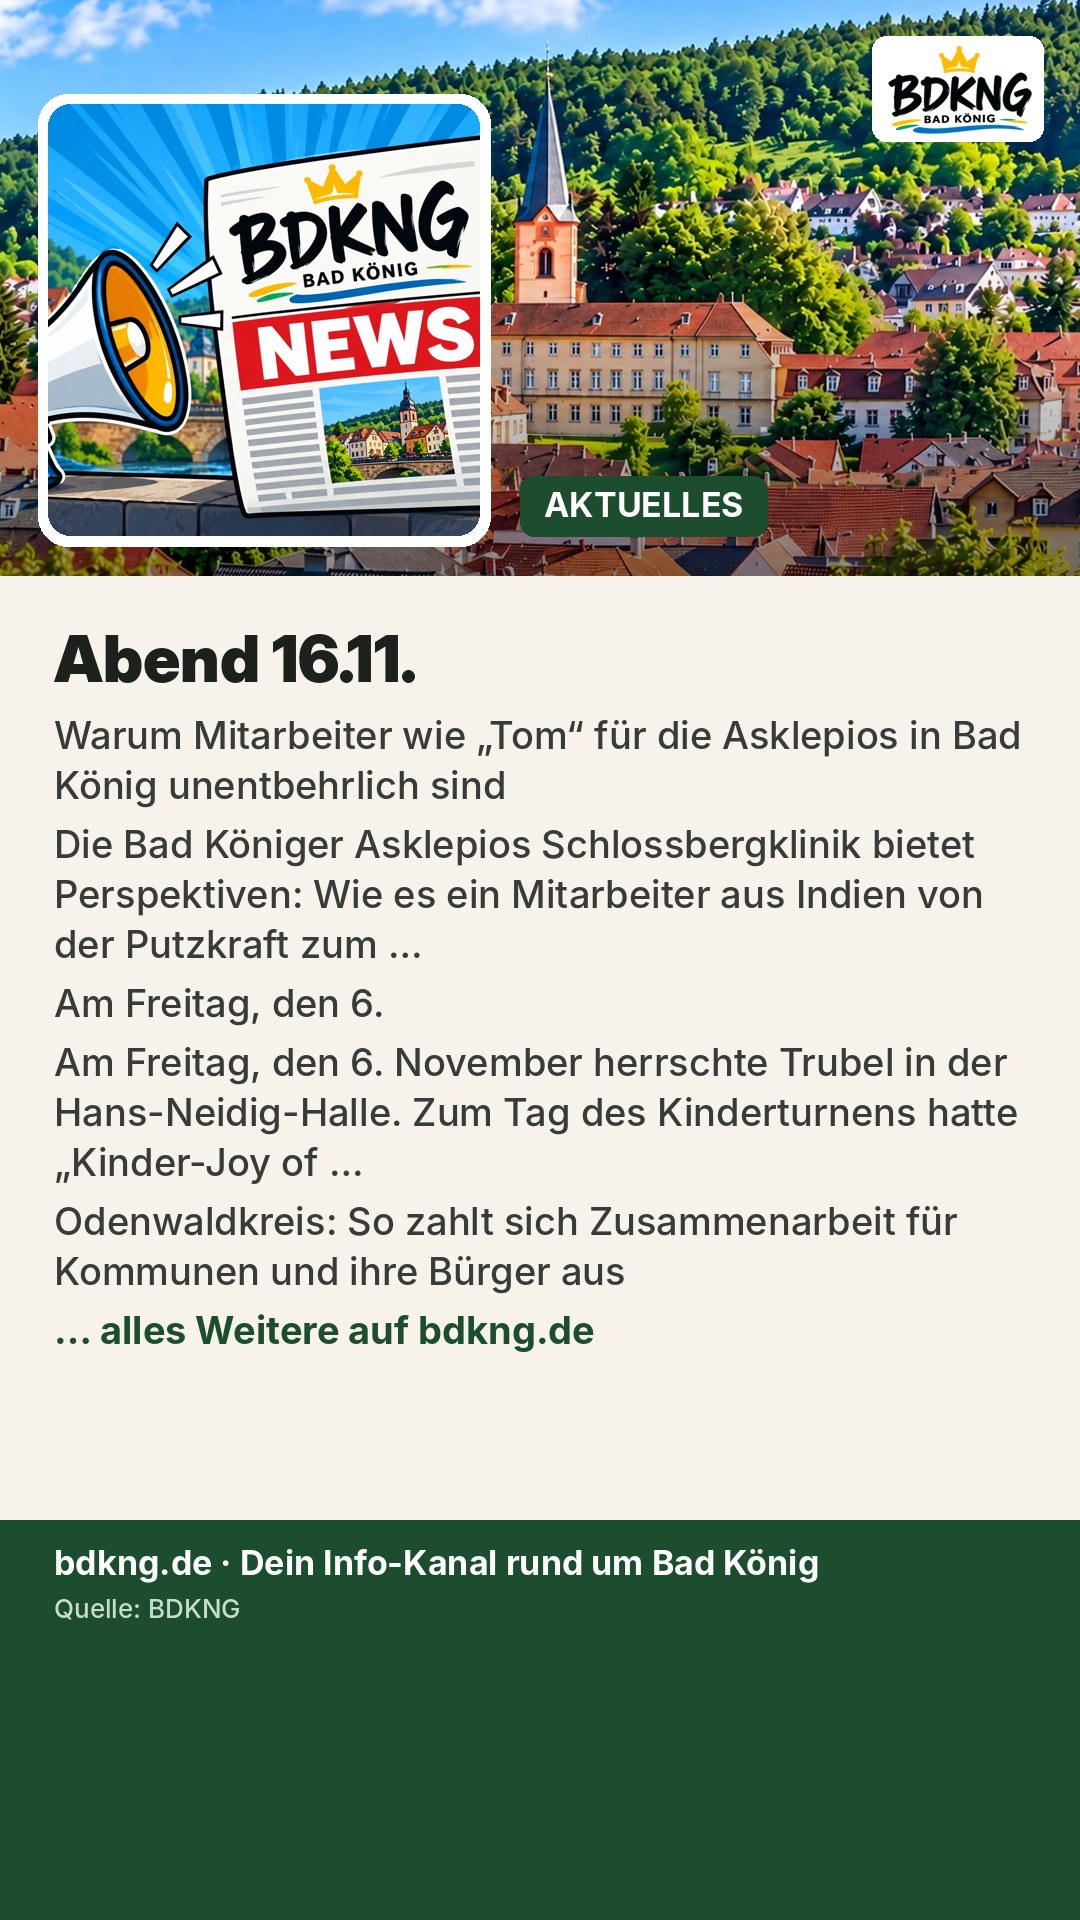 BDKNG
BAD KÖNIG
BDKNG
BAD KÖNIG
NEWS
AKTUELLES
Abend 16.11.
Warum Mitarbeiter wie „Tom“ für die Asklepios in Bad
König unentbehrlich sind
Die Bad Königer Asklepios Schlossbergklinik bietet
Perspektiven: Wie es ein Mitarbeiter aus Indien von
der Putzkraft zum ...
Am Freitag, den 6.
Am Freitag, den 6. November herrschte Trubel in der
Hans-Neidig-Halle. Zum Tag des Kinderturnens hatte
„Kinder-Joy of ...
Odenwaldkreis: So zahlt sich Zusammenarbeit für
Kommunen und ihre Bürger aus
... alles Weitere auf bdkng.de
bdkng.de · Dein Info-Kanal rund um Bad König
Quelle: BDKNG